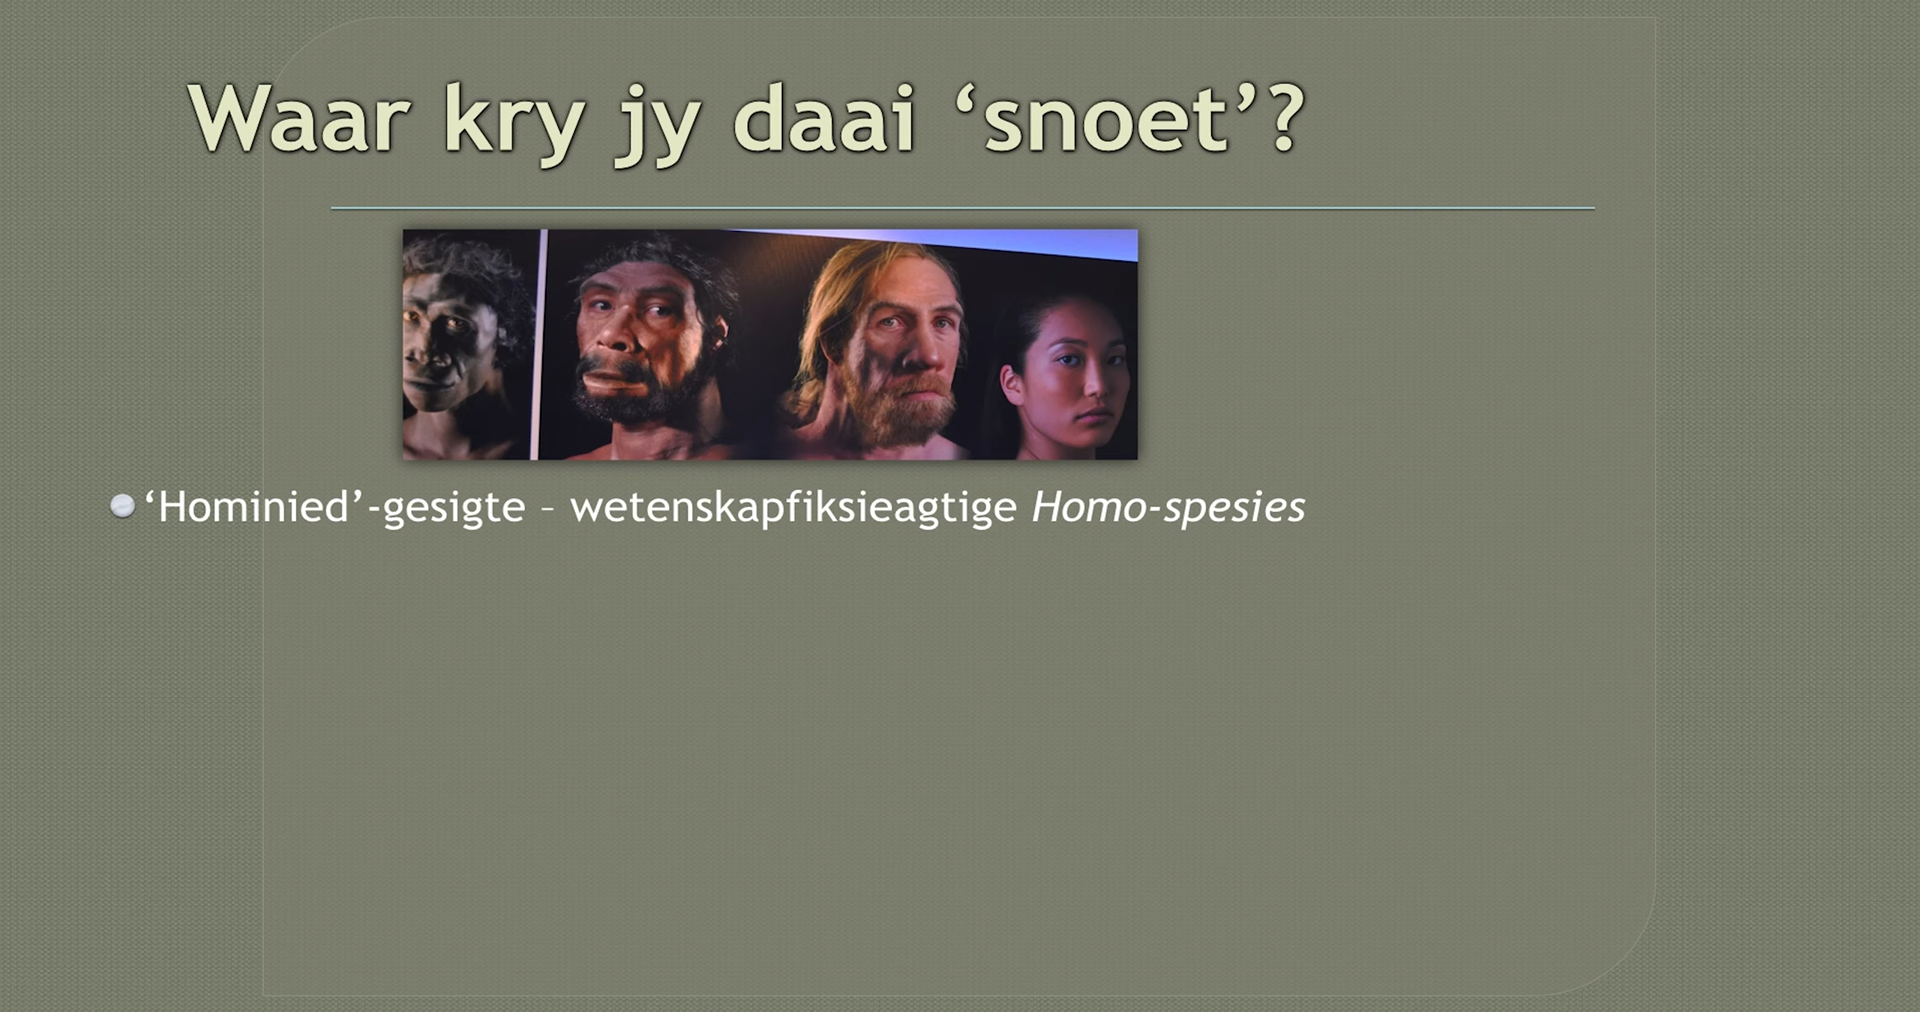 Waar kry jy daai ‘snoet’?
‘Hominied’-gesigte – wetenskapfiksieagtige Homo-spesies